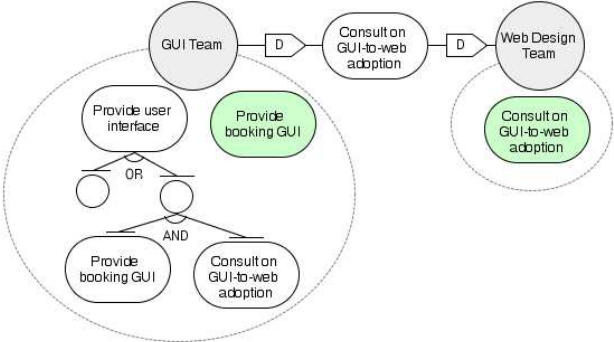 GUI Team
D
Consult on
GUI-to-web
adoption
D
Web Design
Team
Provide user
interface
Provide
booking GUI
Consult on
GUI-to-web
adoption
OR
AND
Provide
booking GUI
Consult on
GUI-to-web
adoption